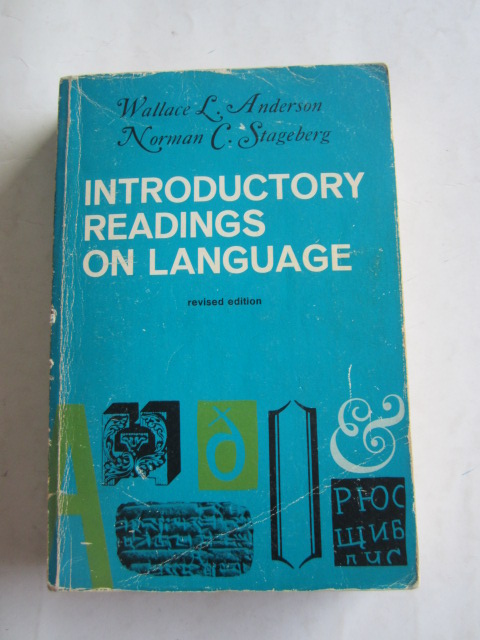 Wallace L. Anderson
Norman C. Stageberg
INTRODUCTORY
READINGS
ON LANGUAGE
revised edition
A
ð
&
РЮС
ЩИБ